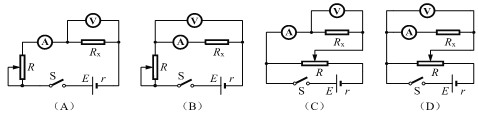 V V V V
A Rₓ A Rₓ A Rₓ A Rₓ
R S E r R S E r R S E r R S E r
(A) (B) (C) (D)